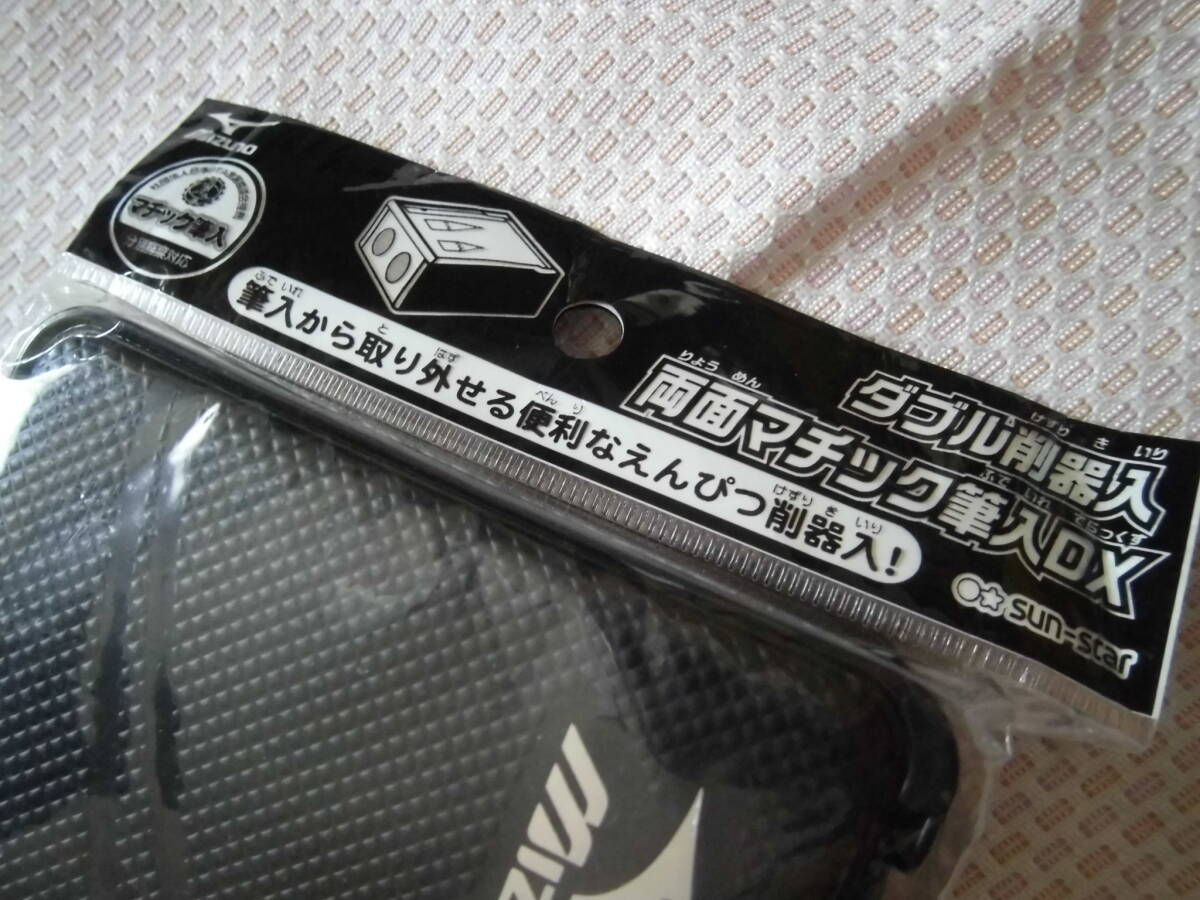 MIZUNO
マチック筆入
ダブル削器入
両面マチック筆入DX
筆入から取り外せる便利なえんぴつ削器入!
sun-star